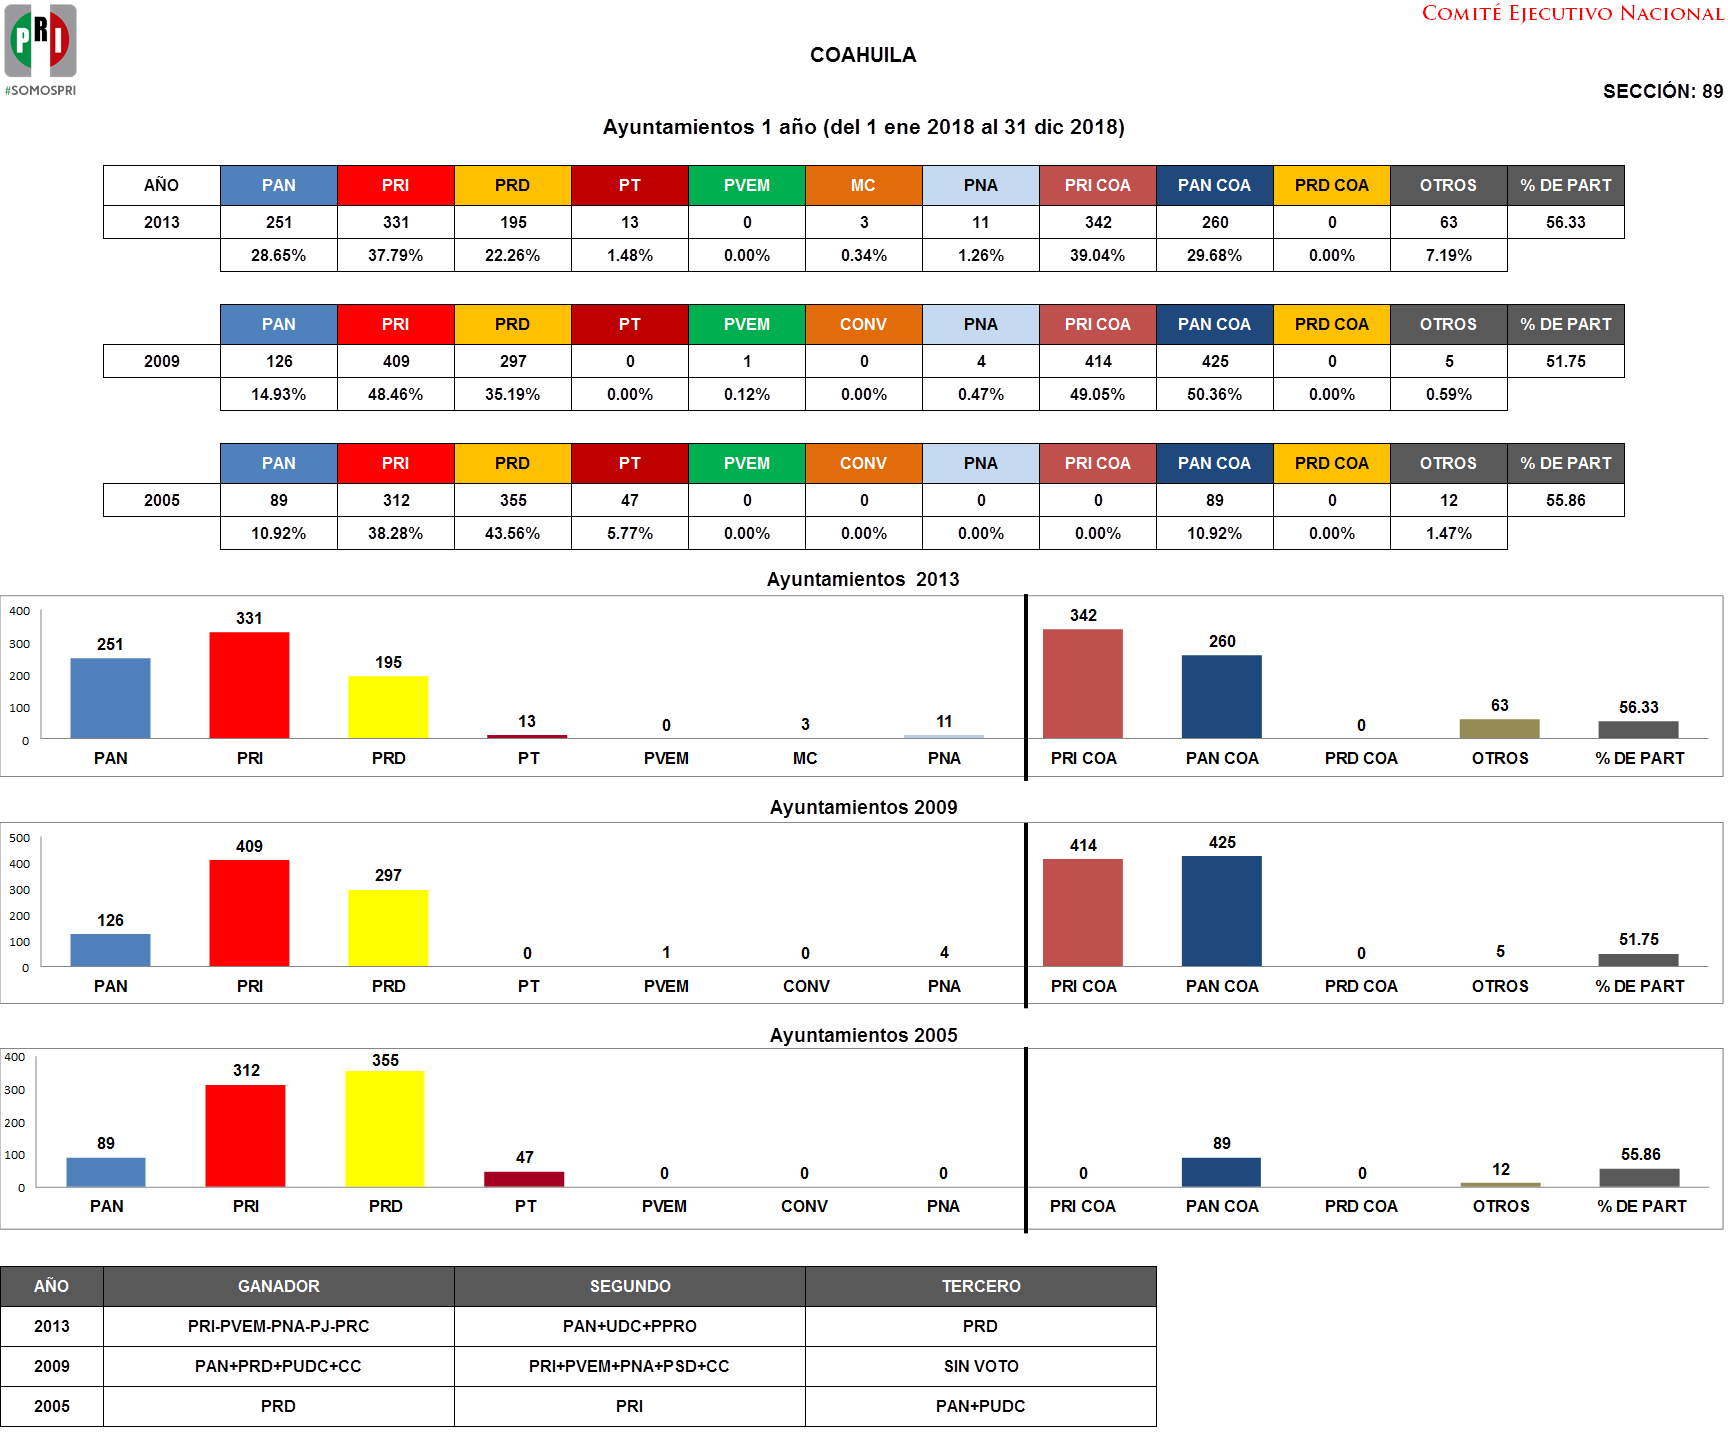 PRI
#SOMOSPRI
COMITÉ EJECUTIVO NACIONAL
COAHUILA
SECCIÓN: 89
Ayuntamientos 1 año (del 1 ene 2018 al 31 dic 2018)
AÑO PAN PRI PRD PT PVEM MC PNA PRI COA PAN COA PRD COA OTROS % DE PART
2013 251 331 195 13 0 3 11 342 260 0 63 56.33
28.65% 37.79% 22.26% 1.48% 0.00% 0.34% 1.26% 39.04% 29.68% 0.00% 7.19%
PAN PRI PRD PT PVEM CONV PNA PRI COA PAN COA PRD COA OTROS % DE PART
2009 126 409 297 0 1 0 4 414 425 0 5 51.75
14.93% 48.46% 35.19% 0.00% 0.12% 0.00% 0.47% 49.05% 50.36% 0.00% 0.59%
PAN PRI PRD PT PVEM CONV PNA PRI COA PAN COA PRD COA OTROS % DE PART
2005 89 312 355 47 0 0 0 0 89 0 12 55.86
10.92% 38.28% 43.56% 5.77% 0.00% 0.00% 0.00% 0.00% 10.92% 0.00% 1.47%
Ayuntamientos 2013
400
300
200
100
0
251 331 195 13 0 3 11 342 260 0 63 56.33
PAN PRI PRD PT PVEM MC PNA PRI COA PAN COA PRD COA OTROS % DE PART
Ayuntamientos 2009
500
400
300
200
100
0
126 409 297 0 1 0 4 414 425 0 5 51.75
PAN PRI PRD PT PVEM CONV PNA PRI COA PAN COA PRD COA OTROS % DE PART
Ayuntamientos 2005
400
300
200
100
0
89 312 355 47 0 0 0 0 89 0 12 55.86
PAN PRI PRD PT PVEM CONV PNA PRI COA PAN COA PRD COA OTROS % DE PART
AÑO GANADOR SEGUNDO TERCERO
2013 PRI-PVEM-PNA-PJ-PRC PAN+UDC+PPRO PRD
2009 PAN+PRD+PUDC+CC PRI+PVEM+PNA+PSD+CC SIN VOTO
2005 PRD PRI PAN+PUDC